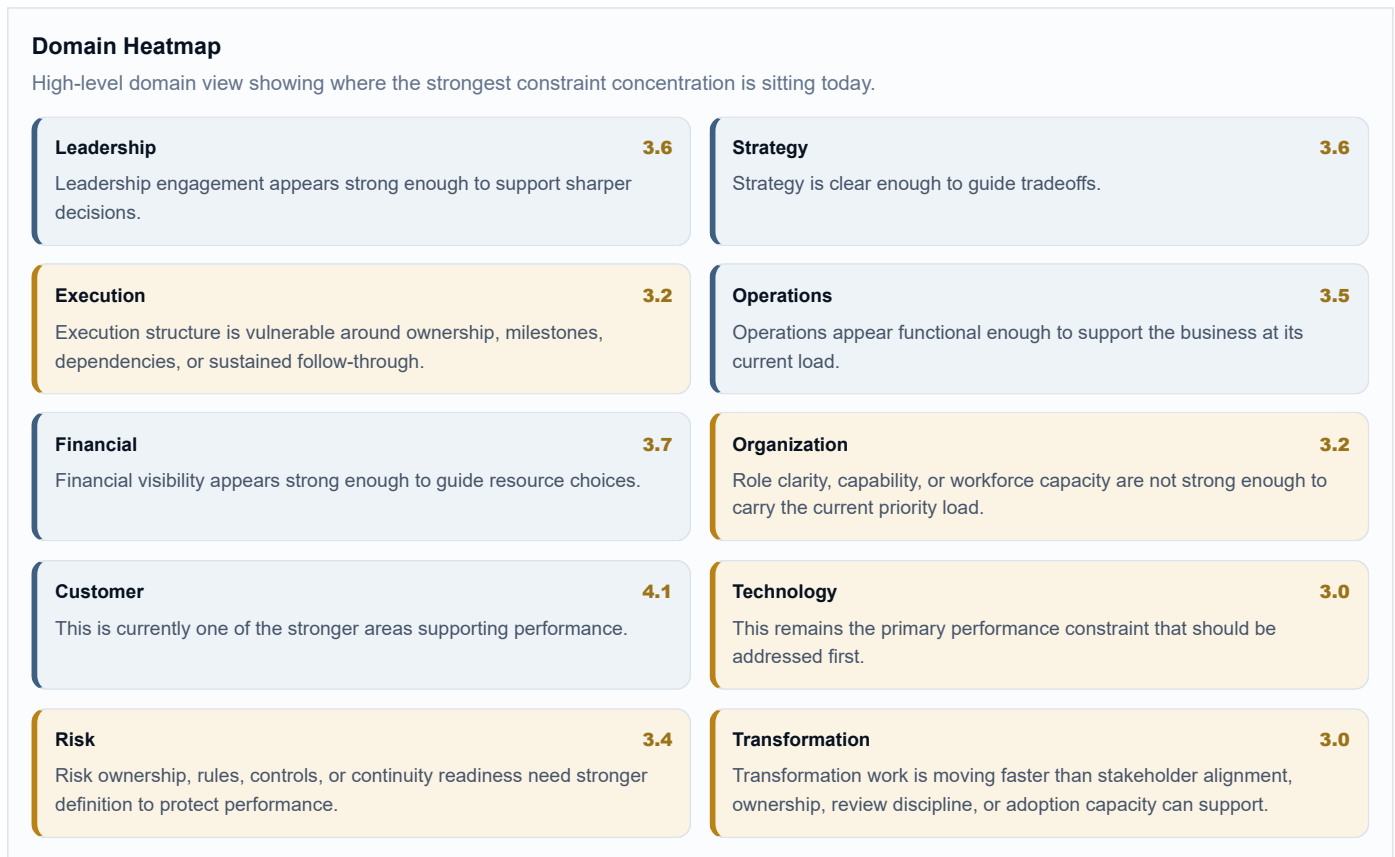 Domain Heatmap
High-level domain view showing where the strongest constraint concentration is sitting today.
Leadership 3.6
Leadership engagement appears strong enough to support sharper
decisions.
Strategy 3.6
Strategy is clear enough to guide tradeoffs.
Execution 3.2
Execution structure is vulnerable around ownership, milestones,
dependencies, or sustained follow-through.
Operations 3.5
Operations appear functional enough to support the business at its
current load.
Financial 3.7
Financial visibility appears strong enough to guide resource choices.
Organization 3.2
Role clarity, capability, or workforce capacity are not strong enough to
carry the current priority load.
Customer 4.1
This is currently one of the stronger areas supporting performance.
Technology 3.0
This remains the primary performance constraint that should be
addressed first.
Risk 3.4
Risk ownership, rules, controls, or continuity readiness need stronger
definition to protect performance.
Transformation 3.0
Transformation work is moving faster than stakeholder alignment,
ownership, review discipline, or adoption capacity can support.